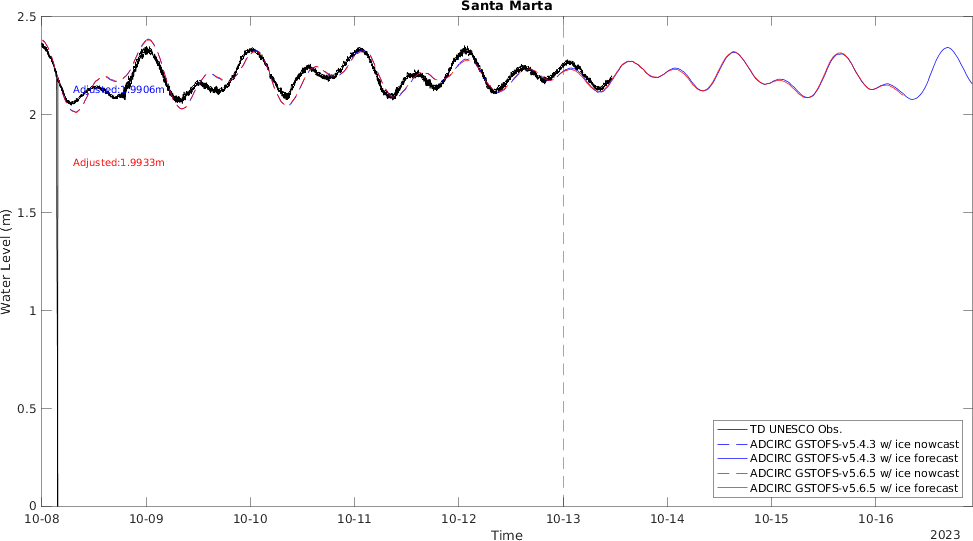 Santa Marta
2.5
2
1.5
1
0.5
0
Water Level (m)
Adjusted:1.9906m
Adjusted:1.9933m
TD UNESCO Obs.
ADCIRC GSTOFS-v5.4.3 w/ ice nowcast
ADCIRC GSTOFS-v5.4.3 w/ ice forecast
ADCIRC GSTOFS-v5.6.5 w/ ice nowcast
ADCIRC GSTOFS-v5.6.5 w/ ice forecast
10-08 10-09 10-10 10-11 10-12 10-13 10-14 10-15 10-16
Time
2023